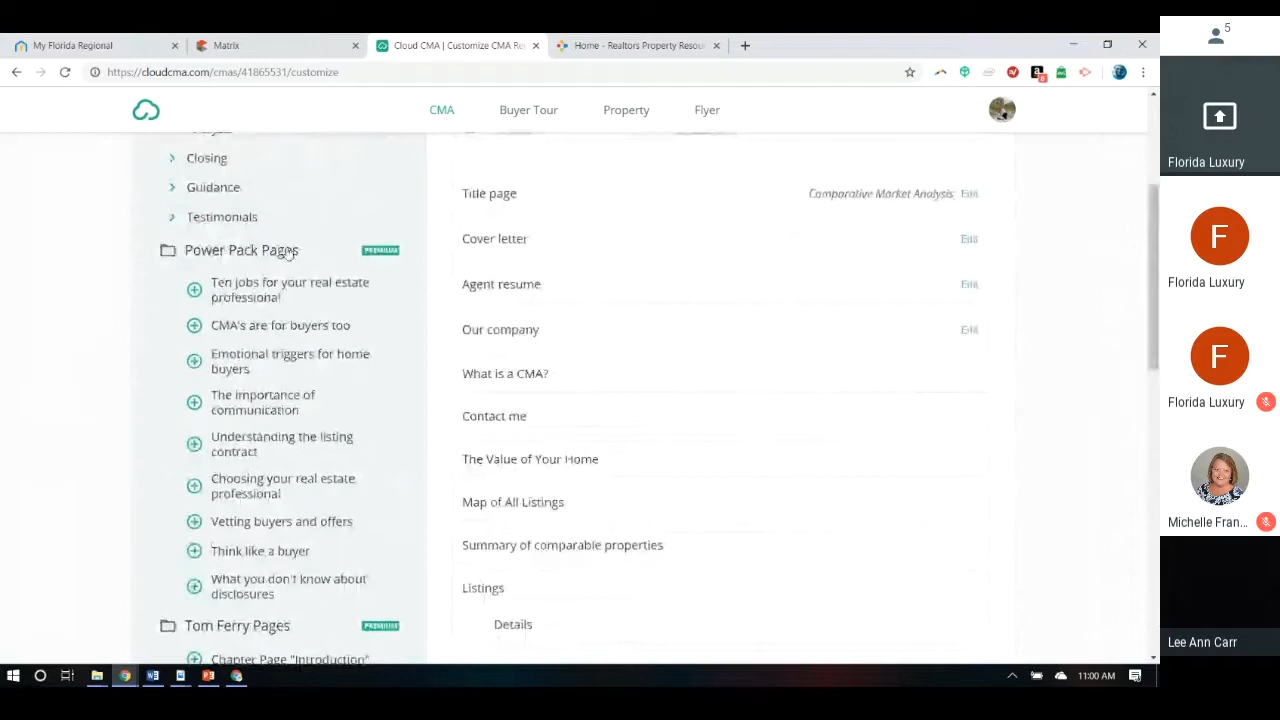 My Florida Regional
Matrix
Cloud CMA | Customize CMA Re
Home - Realtors Property Resou
https://cloudcma.com/cmas/41865531/customize
8
CMA
Buyer Tour
Property
Flyer
Closing
Guidance
Testimonials
Power Pack Pages
PREMIUM
Ten jobs for your real estate
professional
CMA's are for buyers too
Emotional triggers for home
buyers
The importance of
communication
Understanding the listing
contract
Choosing your real estate
professional
Vetting buyers and offers
Think like a buyer
What you don't know about
disclosures
Tom Ferry Pages
PREMIUM
Chapter Page "Introduction"
Title page
Comparative Market Analysis
Edit
Cover letter
Edit
Agent resume
Edit
Our company
Edit
What is a CMA?
Contact me
The Value of Your Home
Map of All Listings
Summary of comparable properties
Listings
Details
11:00 AM
5
Florida Luxury
F
Florida Luxury
F
Florida Luxury
Michelle Fran...
Lee Ann Carr